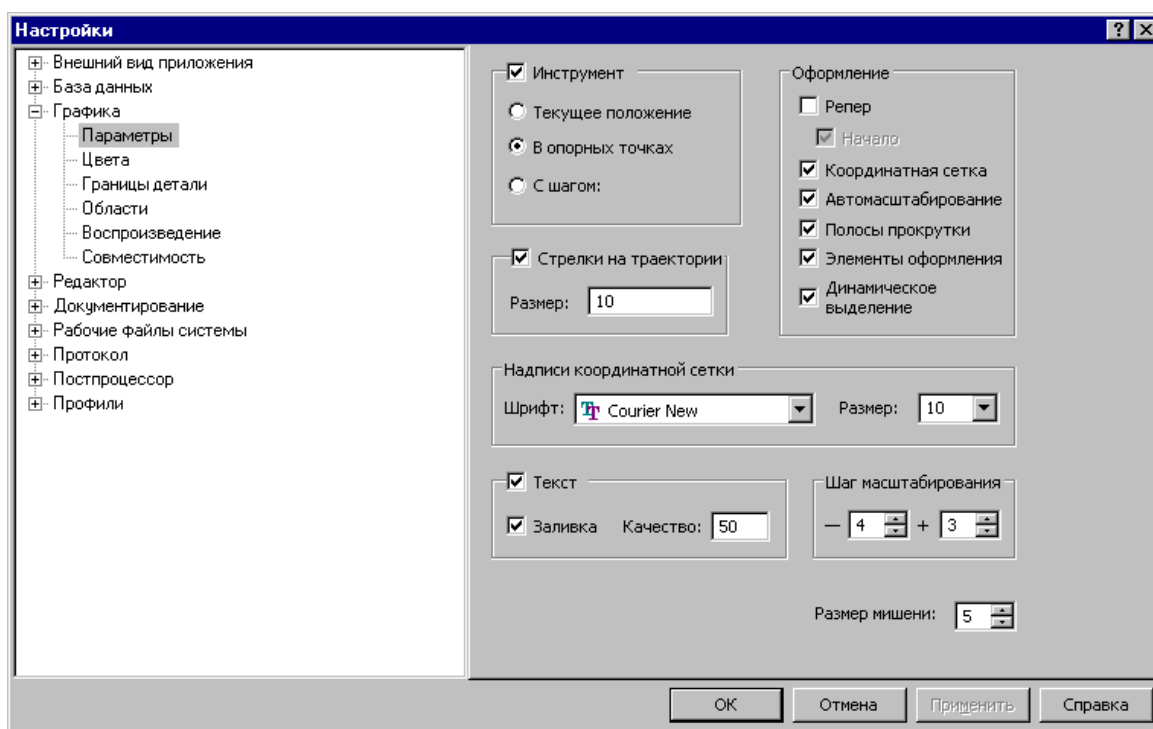 Настройки
Внешний вид приложения
База данных
Графика
Параметры
Цвета
Границы детали
Области
Воспроизведение
Совместимость
Редактор
Документирование
Рабочие файлы системы
Протокол
Постпроцессор
Профили
Инструмент
Текущее положение
В опорных точках
С шагом:
Стрелки на траектории
Размер: 10
Оформление
Репер
Начало
Координатная сетка
Автомасштабирование
Полосы прокрутки
Элементы оформления
Динамическое
выделение
Надписи координатной сетки
Шрифт: Courier New Размер: 10
Текст
Заливка Качество: 50
Шаг масштабирования
— 4 + 3
Размер мишени: 5
OK Отмена Применить Справка